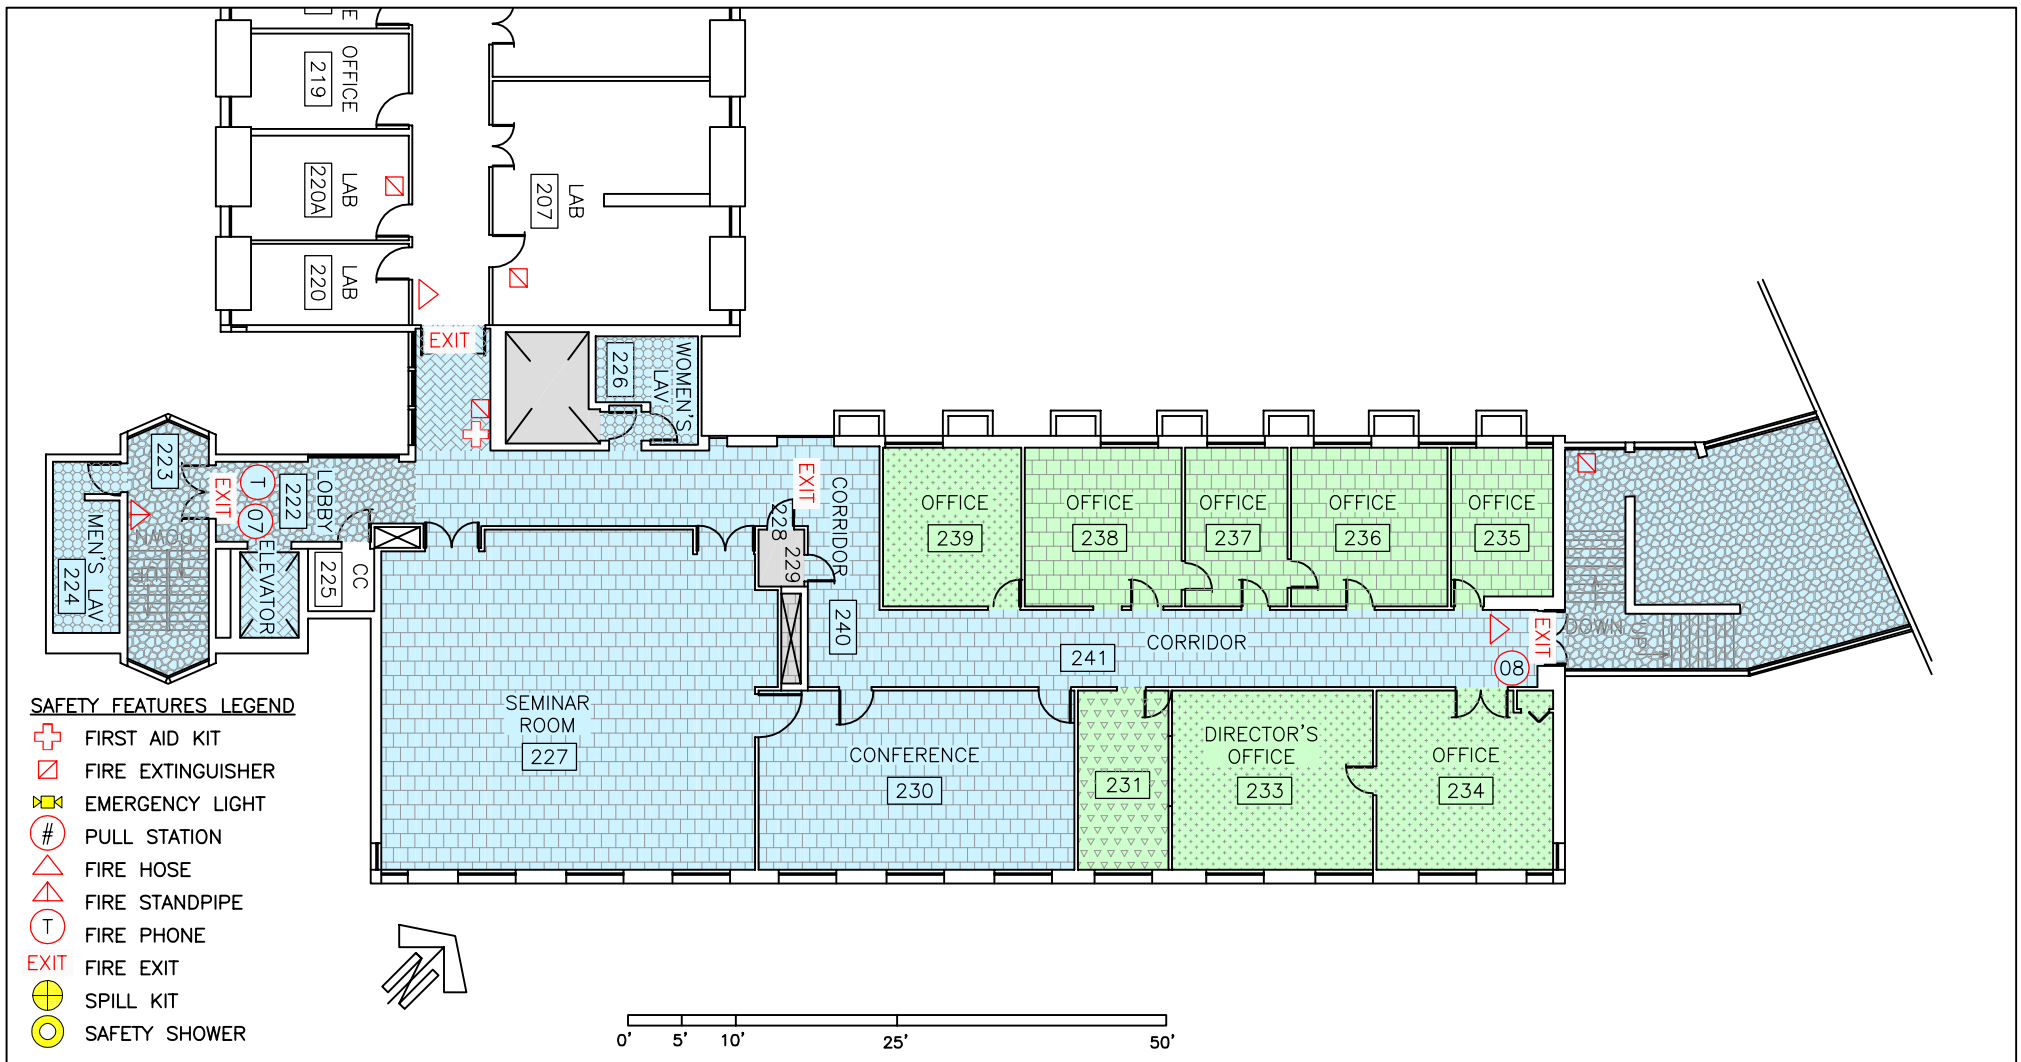 OFFICE
219
LAB
220A
LAB
220
LAB
207
EXIT
WOMEN'S
LAV
226
223
EXIT
T
07
222
LOBBY
MEN'S LAV
224
DOWN
UP
ELEVATOR
CC
225
EXIT
228
229
CORRIDOR
240
OFFICE
239
OFFICE
238
OFFICE
237
OFFICE
236
OFFICE
235
CORRIDOR
241
EXIT
08
DOWN
UP
SEMINAR
ROOM
227
CONFERENCE
230
231
DIRECTOR'S
OFFICE
233
OFFICE
234
SAFETY FEATURES LEGEND
FIRST AID KIT
FIRE EXTINGUISHER
EMERGENCY LIGHT
# PULL STATION
FIRE HOSE
FIRE STANDPIPE
T FIRE PHONE
EXIT FIRE EXIT
SPILL KIT
SAFETY SHOWER
N
0' 5' 10' 25' 50'